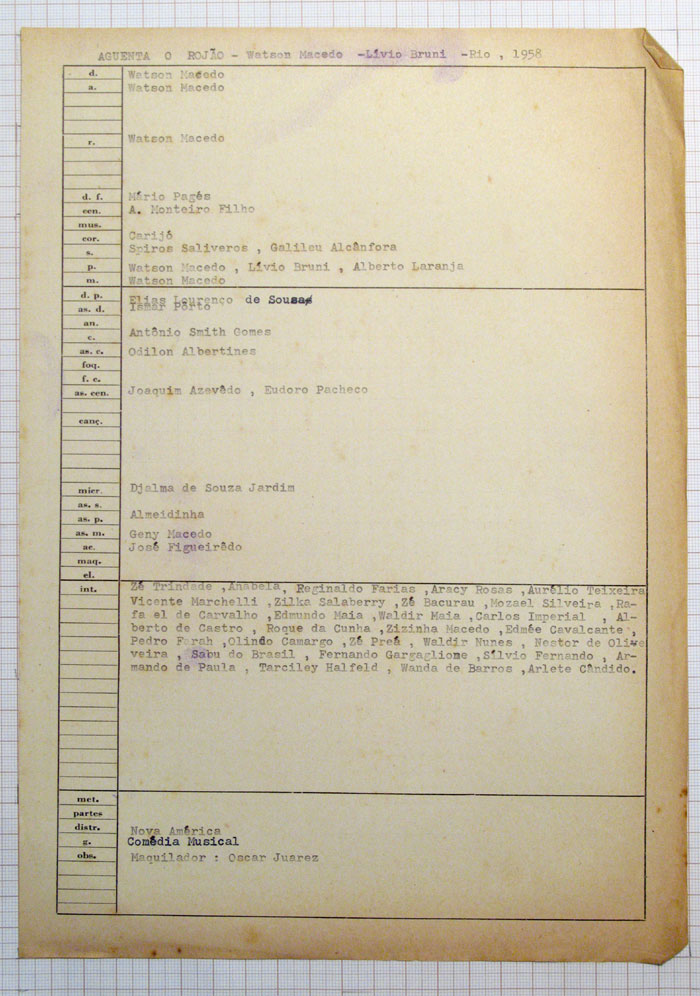 AGUENTA O ROJÃO - Watson Macedo -Lívio Bruni -Rio , 1958
d. Watson Macedo
a. Watson Macedo
r. Watson Macedo
d. f. Mário Pagés
cen. A. Monteiro Filho
mus.
cor. Carijó
s. Spiros Saliveros , Galileu Alcânfora
p. Watson Macedo , Lívio Bruni , Alberto Laranja
m. Watson Macedo
d. p. Elias Lourenço de Sousa
as. d. Ismar Pôrto
an.
c. Antônio Smith Gomes
as. c. Odilon Albertines
foq.
f. c.
as. cen. Joaquim Azevêdo , Eudoro Pacheco
canç.
micr. Djalma de Souza Jardim
as. s.
as. p. Almeidinha
as. m. Geny Macedo
ac. José Figueirêdo
maq.
el.
int. Zé Trindade , Anabela, Reginaldo Farias ,Aracy Rosas ,Aurélio Teixeira
Vicente Marchelli ,Zilka Salaberry ,Zé Bacurau ,Mozael Silveira ,Ra-
fa el de Carvalho ,Edmundo Maia ,Waldir Maia ,Carlos Imperial , Al-
berto de Castro , Roque da Cunha ,Zizinha Macedo ,Edmée Cavalcante ,
Pedro Farah ,Olindo Camargo ,Zé Preá , Waldir Nunes , Nestor de Olive
veira , Sabu do Brasil , Fernando Gargaglione ,Sílvio Fernando , Ar-
mando de Paula , Tarciley Halfeld , Wanda de Barros ,Arlete Cândido.
met.
partes
distr. Nova América
g. Comédia Musical
obs. Maquilador : Oscar Juarez